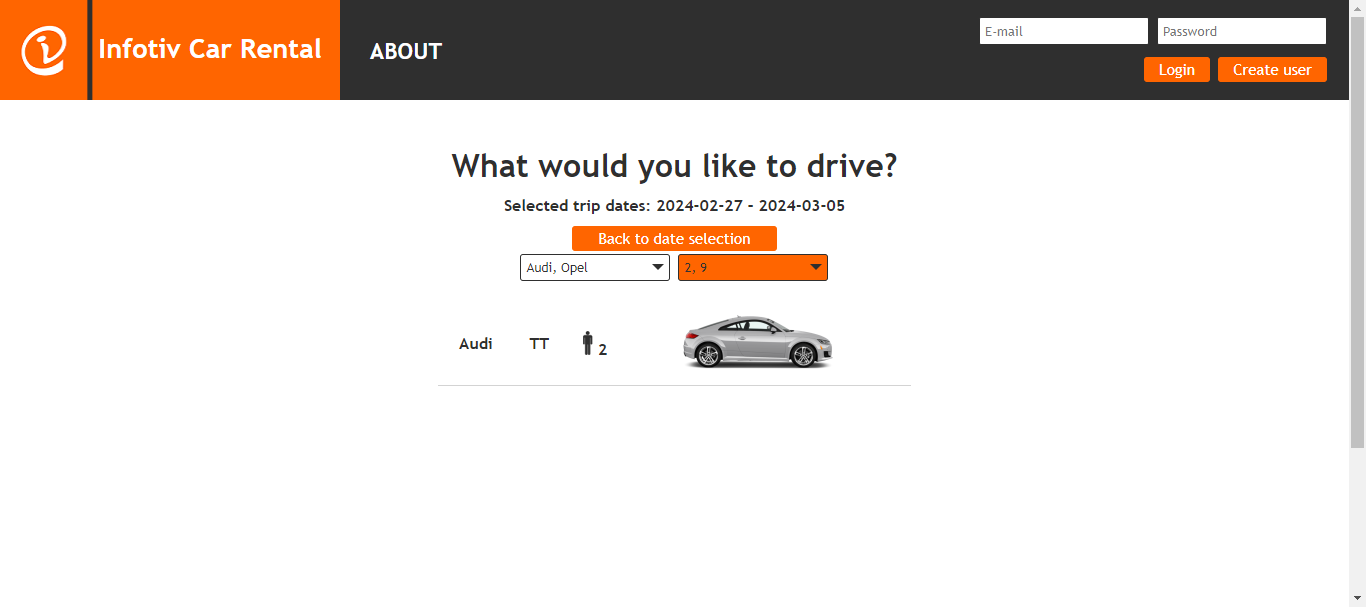 Infotiv Car Rental
ABOUT
E-mail
Password
Login
Create user
What would you like to drive?
Selected trip dates: 2024-02-27 - 2024-03-05
Back to date selection
Audi, Opel
2, 9
Audi TT 2